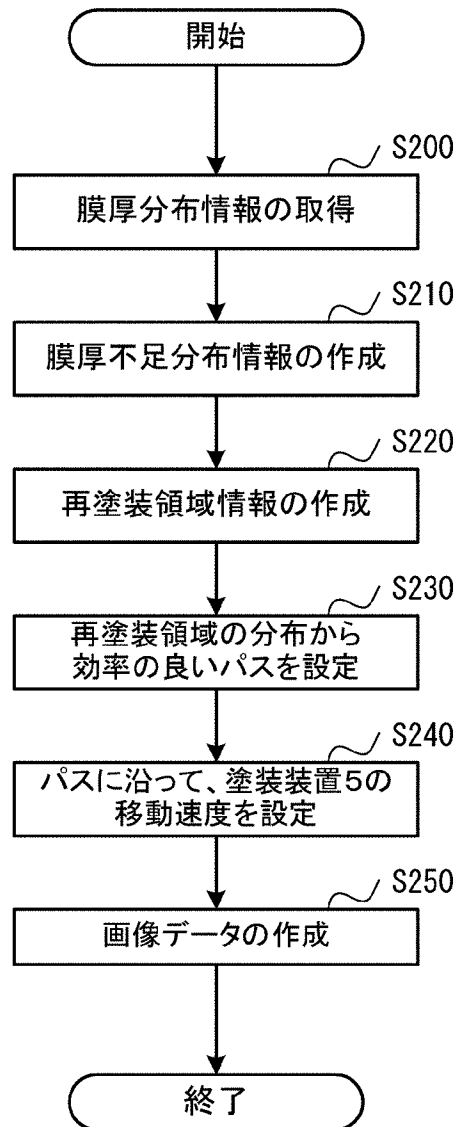 開始
S200
膜厚分布情報の取得
S210
膜厚不足分布情報の作成
S220
再塗装領域情報の作成
S230
再塗装領域の分布から
効率の良いパスを設定
S240
パスに沿って、塗装装置5の
移動速度を設定
S250
画像データの作成
終了